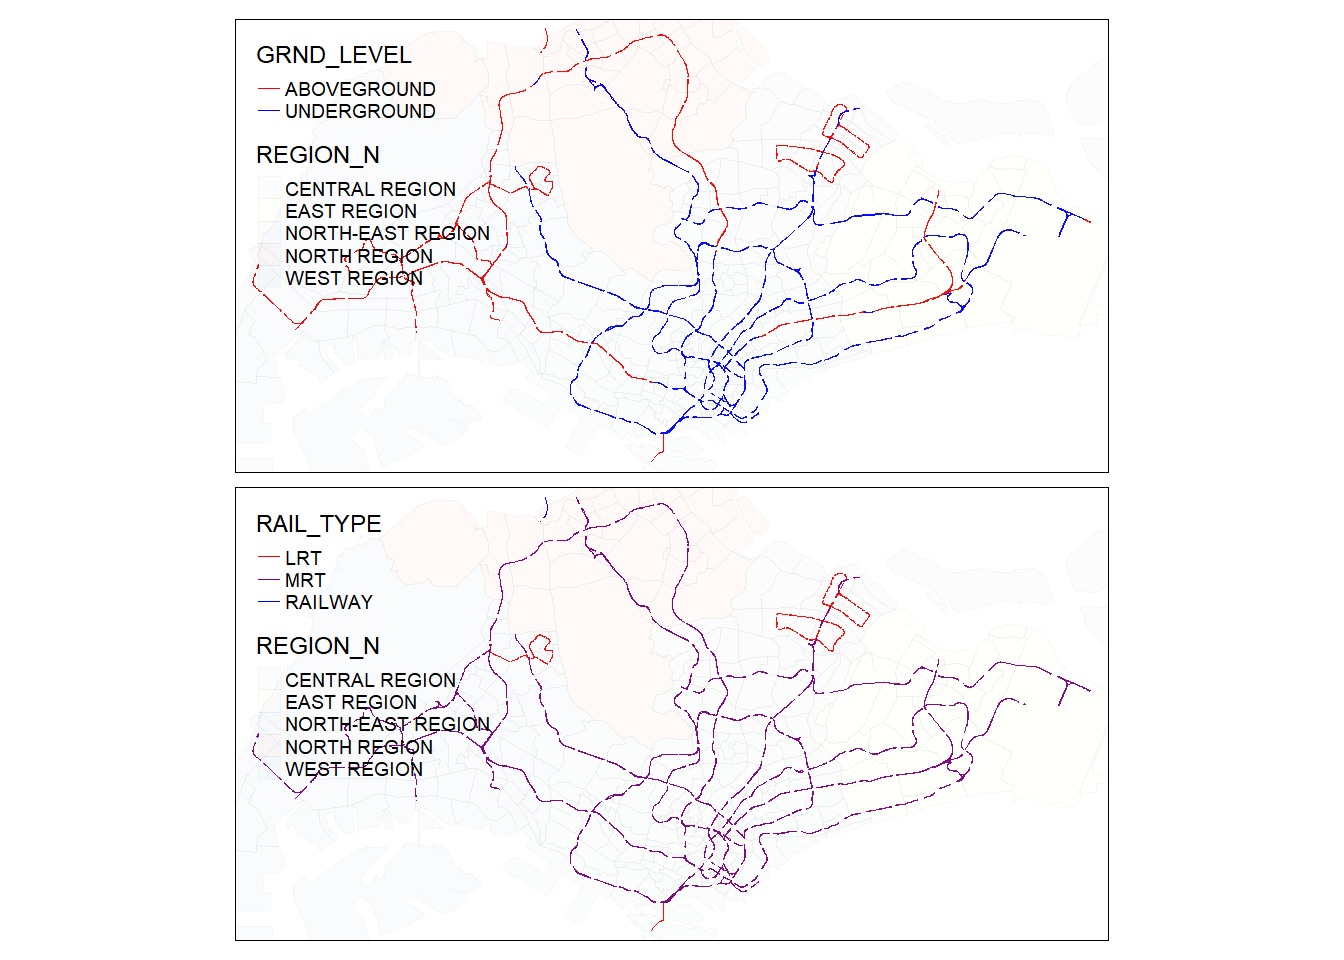 GRND_LEVEL
ABOVEGROUND
UNDERGROUND
REGION_N
CENTRAL REGION
EAST REGION
NORTH-EAST REGION
NORTH REGION
WEST REGION
RAIL_TYPE
LRT
MRT
RAILWAY
REGION_N
CENTRAL REGION
EAST REGION
NORTH-EAST REGION
NORTH REGION
WEST REGION